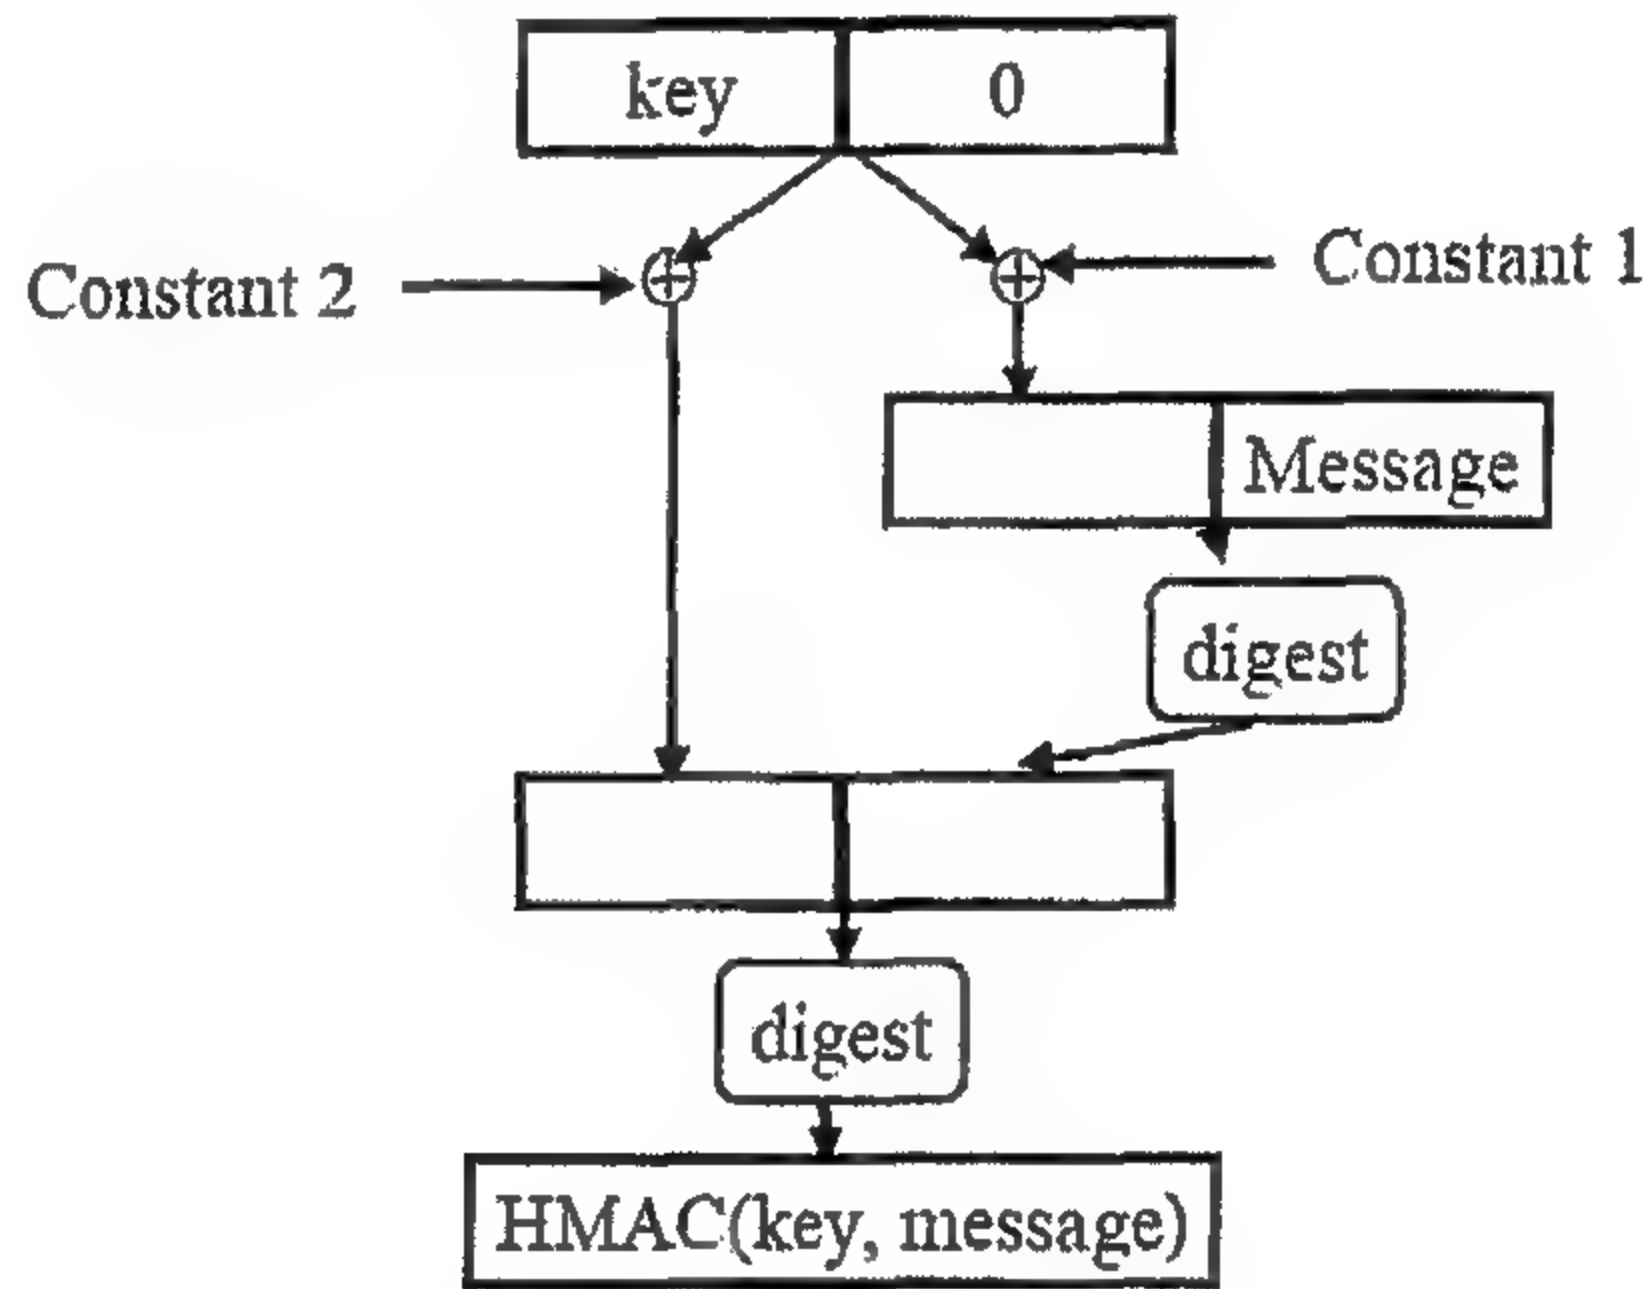 key 0
Constant 2 Constant 1
Message
digest
digest
HMAC(key, message)